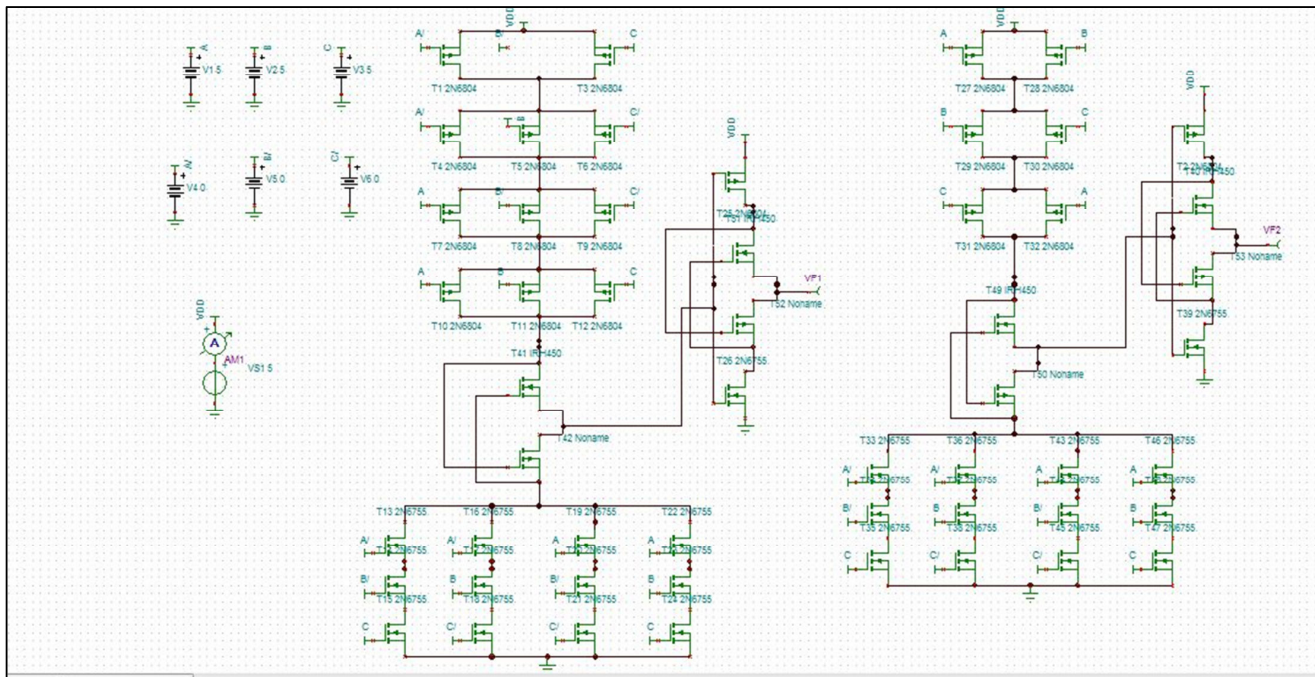 A
V1 5
B
V2 5
C
V3 5
A/
V4 0
B/
V5 0
C/
V6 0
VDD
A
AM1
VS1 5
VDD
A/
B/
C
T1 2N6804
T3 2N6804
A/
B
C/
T4 2N6804
T5 2N6804
T6 2N6804
A
B/
C/
T7 2N6804
T8 2N6804
T9 2N6804
A
B
C
T10 2N6804
T11 2N6804
T12 2N6804
T41 IRH450
T42 Noname
T13 2N6755
T16 2N6755
T19 2N6755
T22 2N6755
A/
A/
A
A
B/
B
B/
B
T15 2N6755
T18 2N6755
T21 2N6755
T24 2N6755
C
C/
C/
C
VDD
VF1
T52 Noname
T26 2N6755
VDD
A
B
T27 2N6804
T28 2N6804
B
C
T29 2N6804
T30 2N6804
C
A
T31 2N6804
T32 2N6804
T49 IRH450
T50 Noname
T33 2N6755
T36 2N6755
T43 2N6755
T46 2N6755
A/
A/
A
A
B/
B
B/
B
T35 2N6755
T38 2N6755
T45 2N6755
T47 2N6755
C
C/
C/
C
VDD
VF2
T53 Noname
T39 2N6755